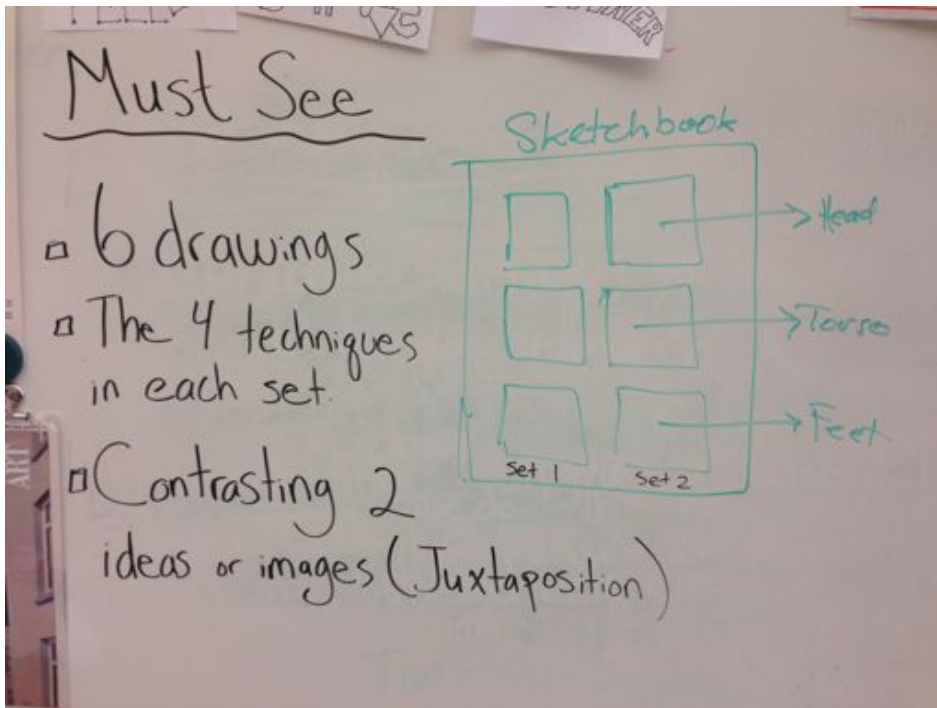 Must See
6 drawings
The 4 techniques
in each set.
Contrasting 2
ideas or images (Juxtaposition)
Sketchbook
Head
Torso
Feet
Set 1
Set 2
ART